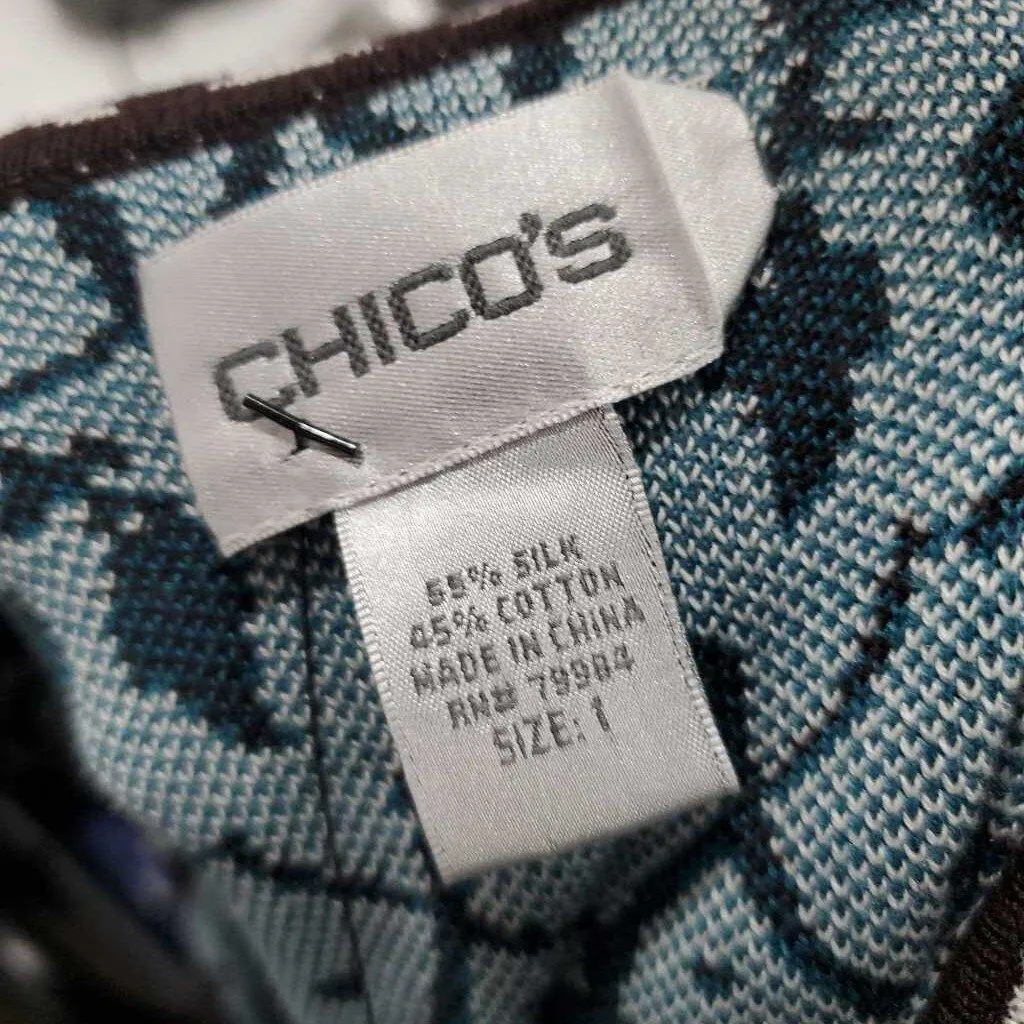 CHICO'S
55% SILK
45% COTTON
MADE IN CHINA
RN# 79984
SIZE: 1